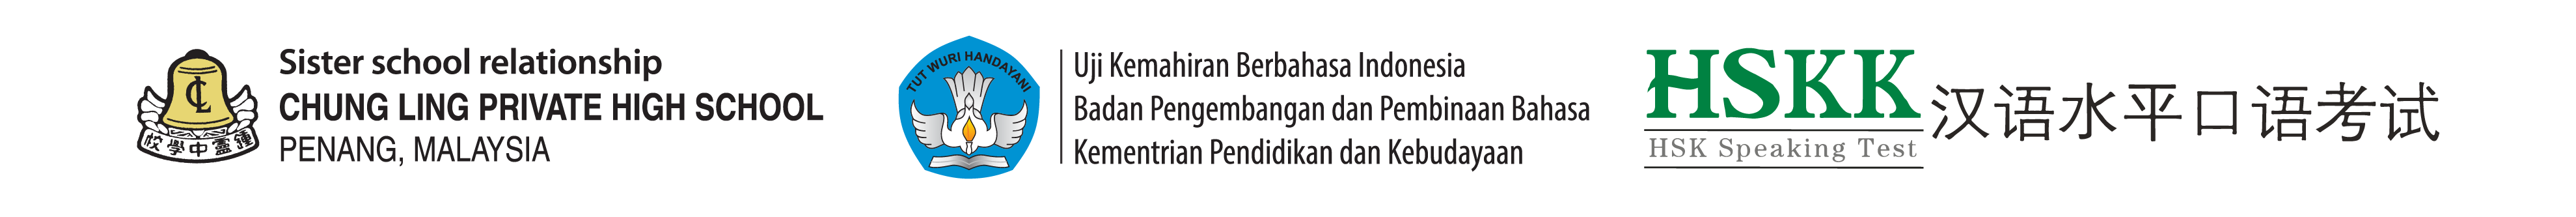 CL
校學中靈鍾
Sister school relationship
CHUNG LING PRIVATE HIGH SCHOOL
PENANG, MALAYSIA
TUT WURI HANDAYANI
Uji Kemahiran Berbahasa Indonesia
Badan Pengembangan dan Pembinaan Bahasa
Kementrian Pendidikan dan Kebudayaan
HSKK
HSK Speaking Test
汉语水平口语考试